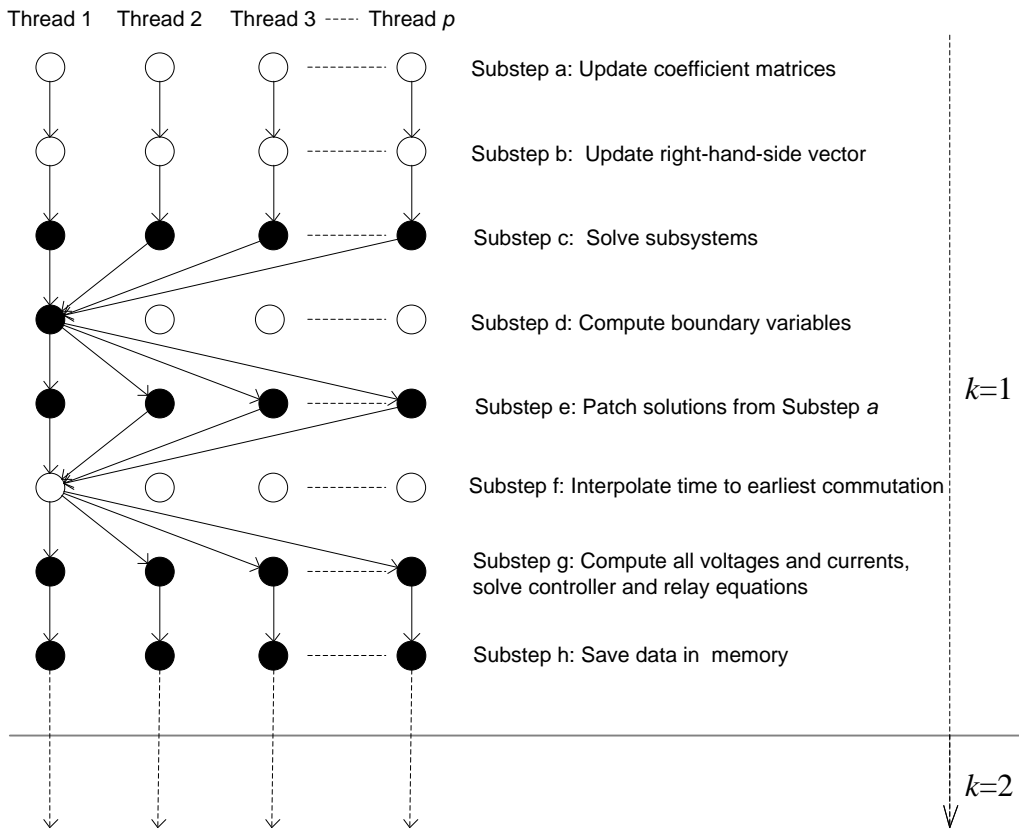 Thread 1 Thread 2 Thread 3 Thread p
Substep a: Update coefficient matrices
Substep b: Update right-hand-side vector
Substep c: Solve subsystems
Substep d: Compute boundary variables
k=1
Substep e: Patch solutions from Substep a
Substep f: Interpolate time to earliest commutation
Substep g: Compute all voltages and currents,
solve controller and relay equations
Substep h: Save data in memory
k=2